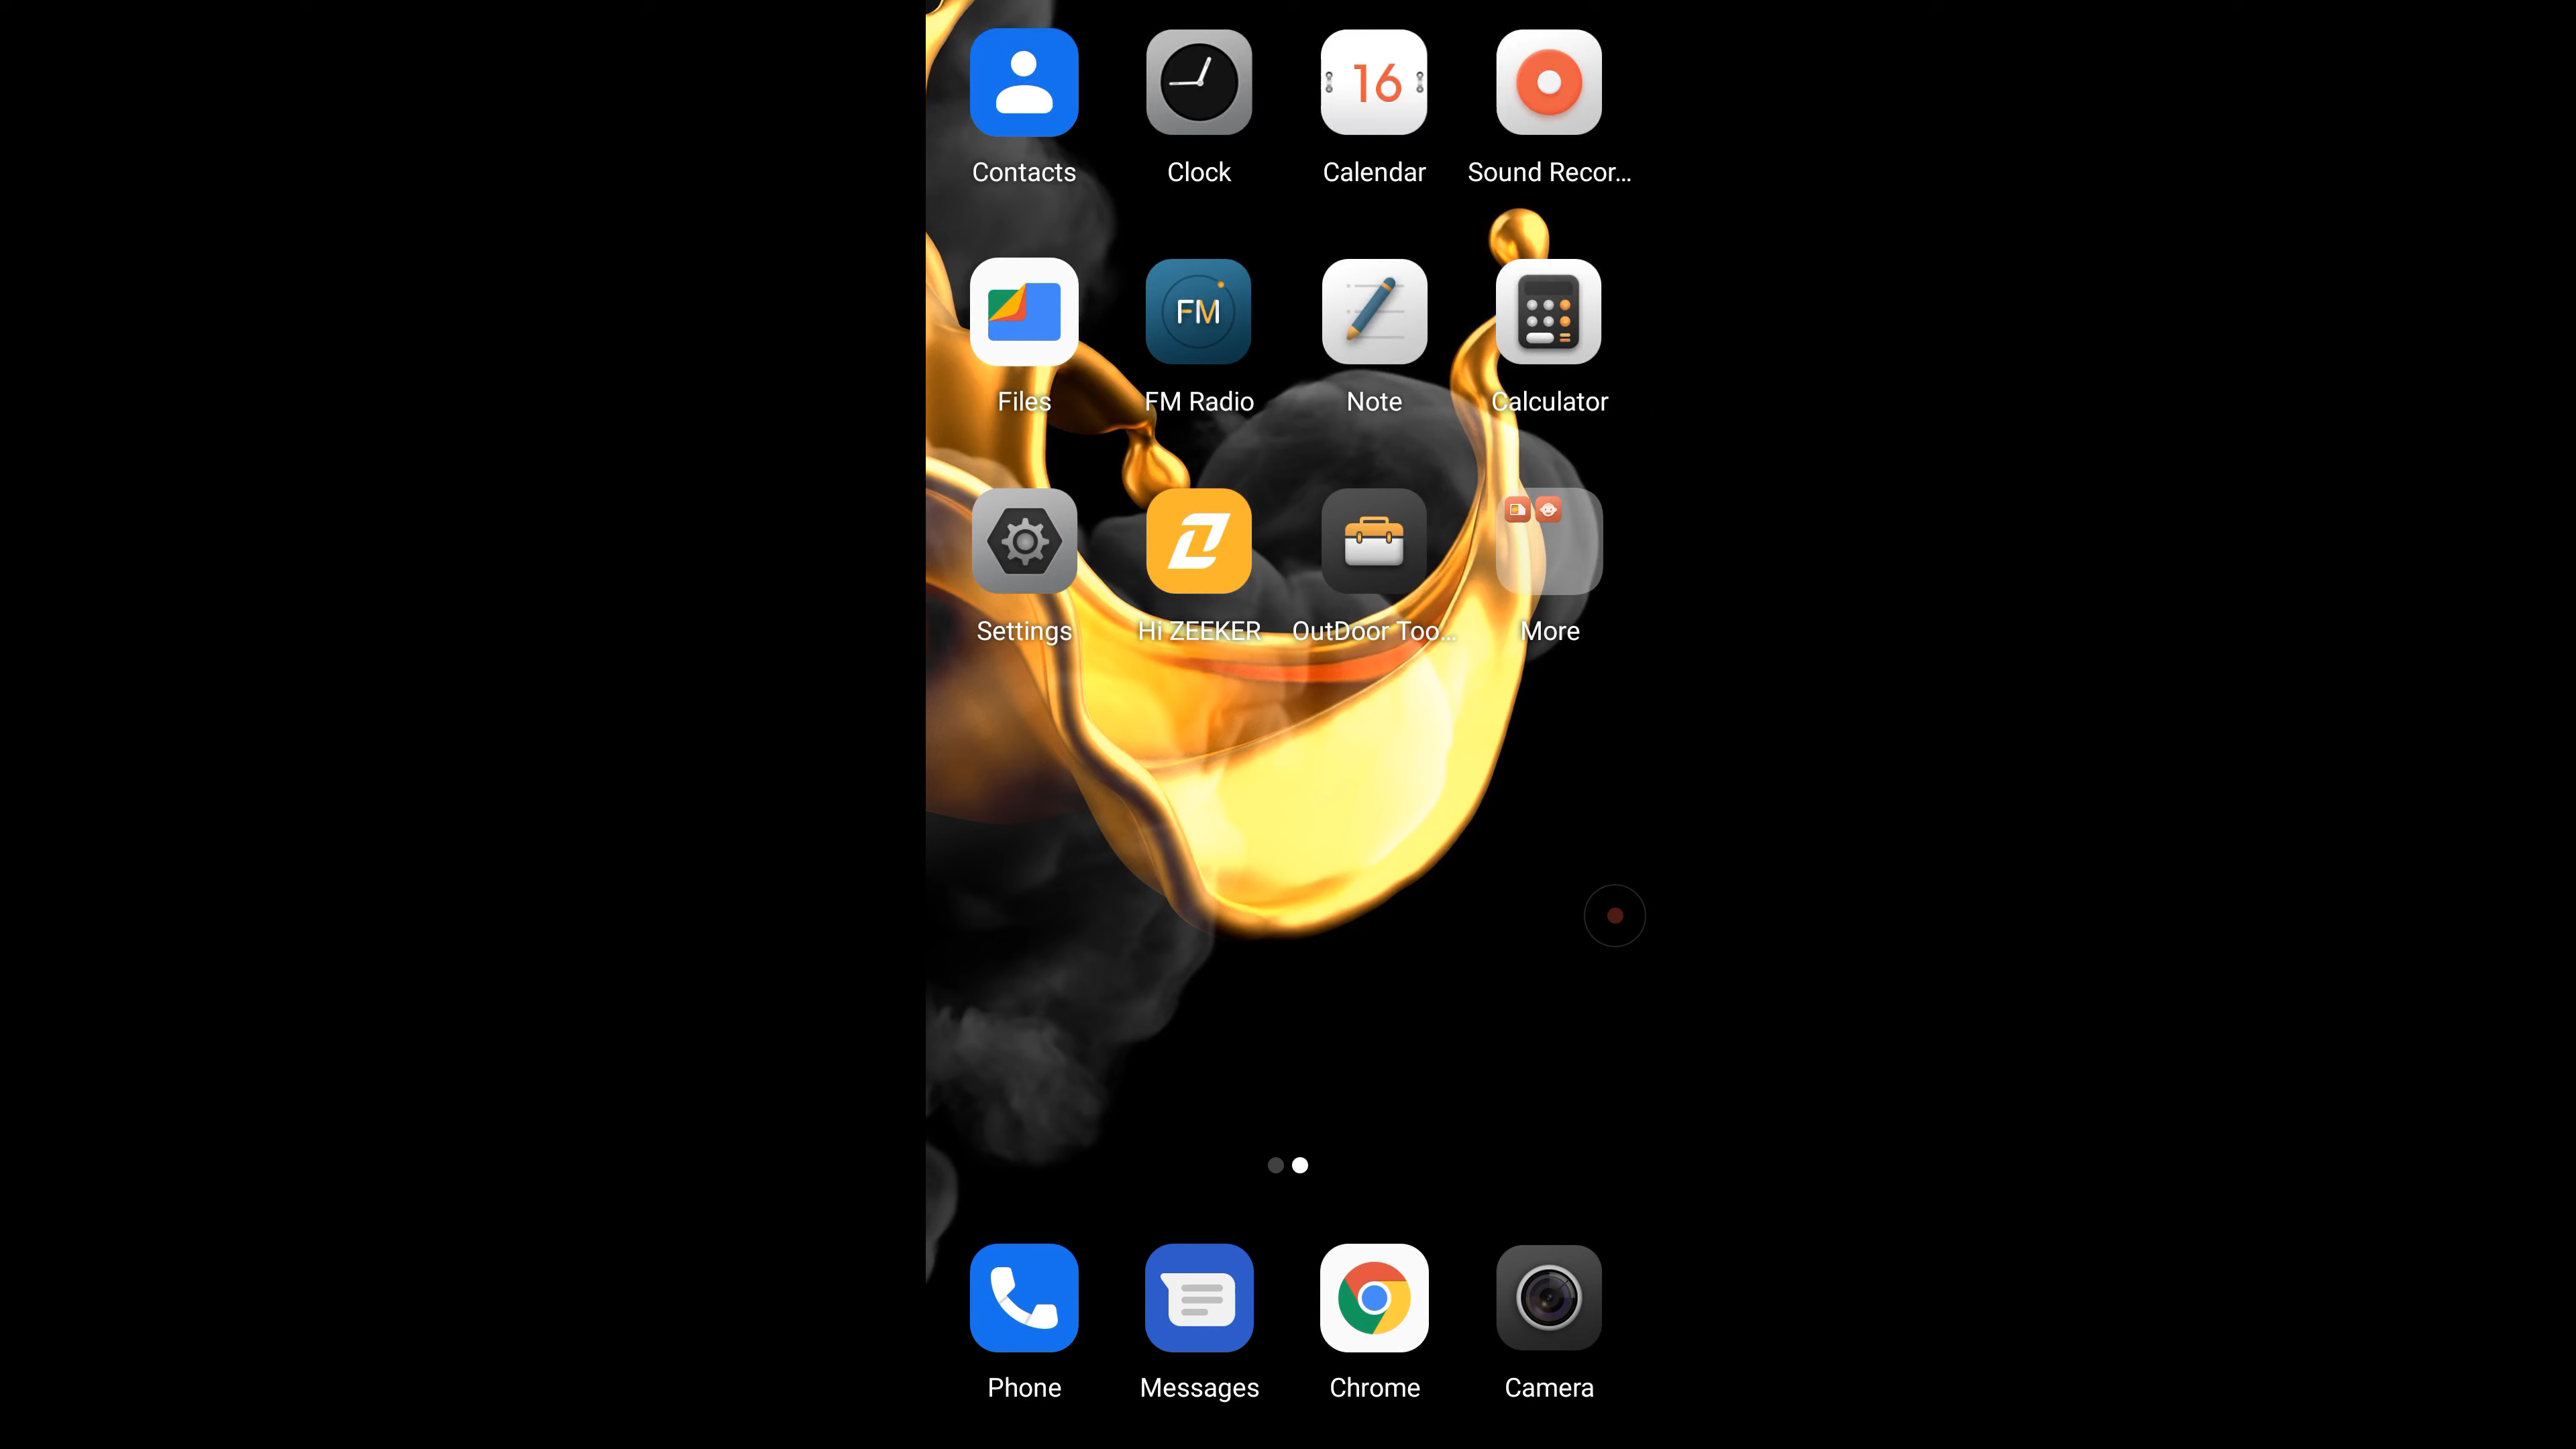 16
Contacts
Clock
Calendar
Sound Recor...
FM
Files
FM Radio
Note
Calculator
Settings
Hi ZEEKER
OutDoor Too...
More
Phone
Messages
Chrome
Camera